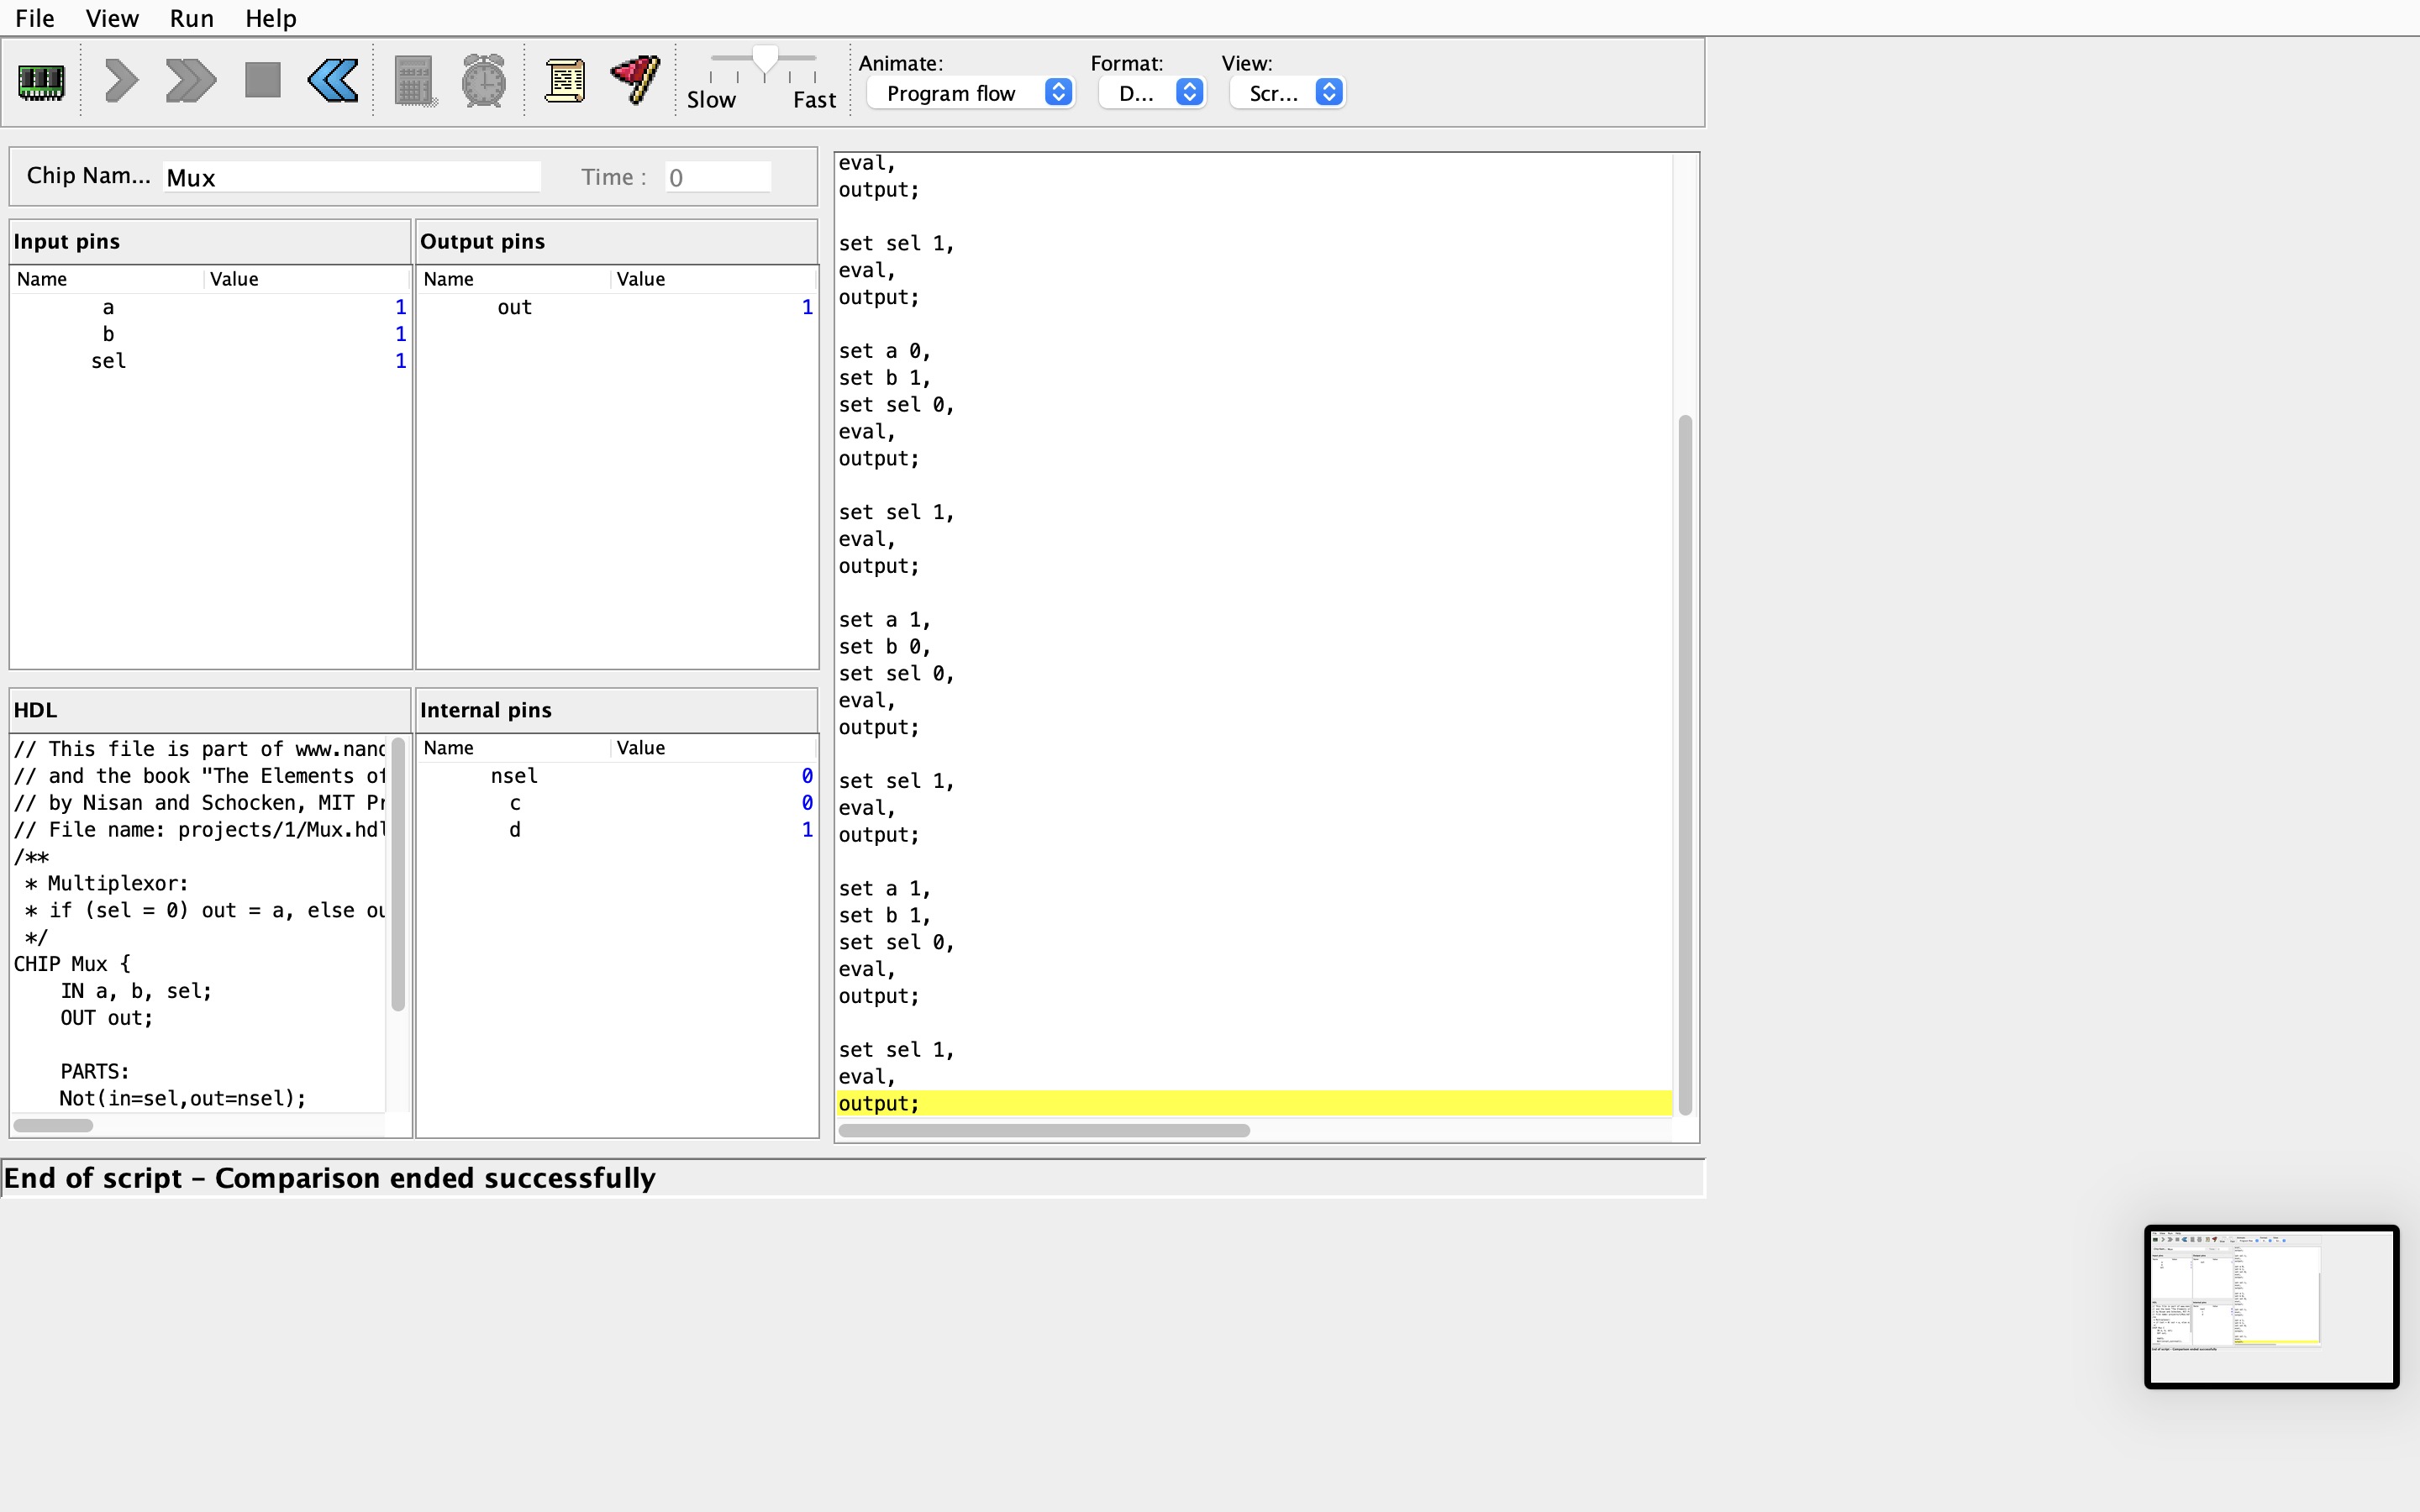 File View Run Help
Slow Fast
Animate: Format: View:
Program flow D... Scr...
Chip Nam... Mux Time : 0
Input pins
Name Value
a 1
b 1
sel 1
Output pins
Name Value
out 1
HDL
// This file is part of www.nand
// and the book "The Elements of
// by Nisan and Schocken, MIT Pr
// File name: projects/1/Mux.hdl
/**
* Multiplexor:
* if (sel = 0) out = a, else ou
*/
CHIP Mux {
IN a, b, sel;
OUT out;
PARTS:
Not(in=sel,out=nsel);
Internal pins
Name Value
nsel 0
c 0
d 1
eval,
output;
set sel 1,
eval,
output;
set a 0,
set b 1,
set sel 0,
eval,
output;
set sel 1,
eval,
output;
set a 1,
set b 0,
set sel 0,
eval,
output;
set sel 1,
eval,
output;
set a 1,
set b 1,
set sel 0,
eval,
output;
set sel 1,
eval,
output;
End of script - Comparison ended successfully